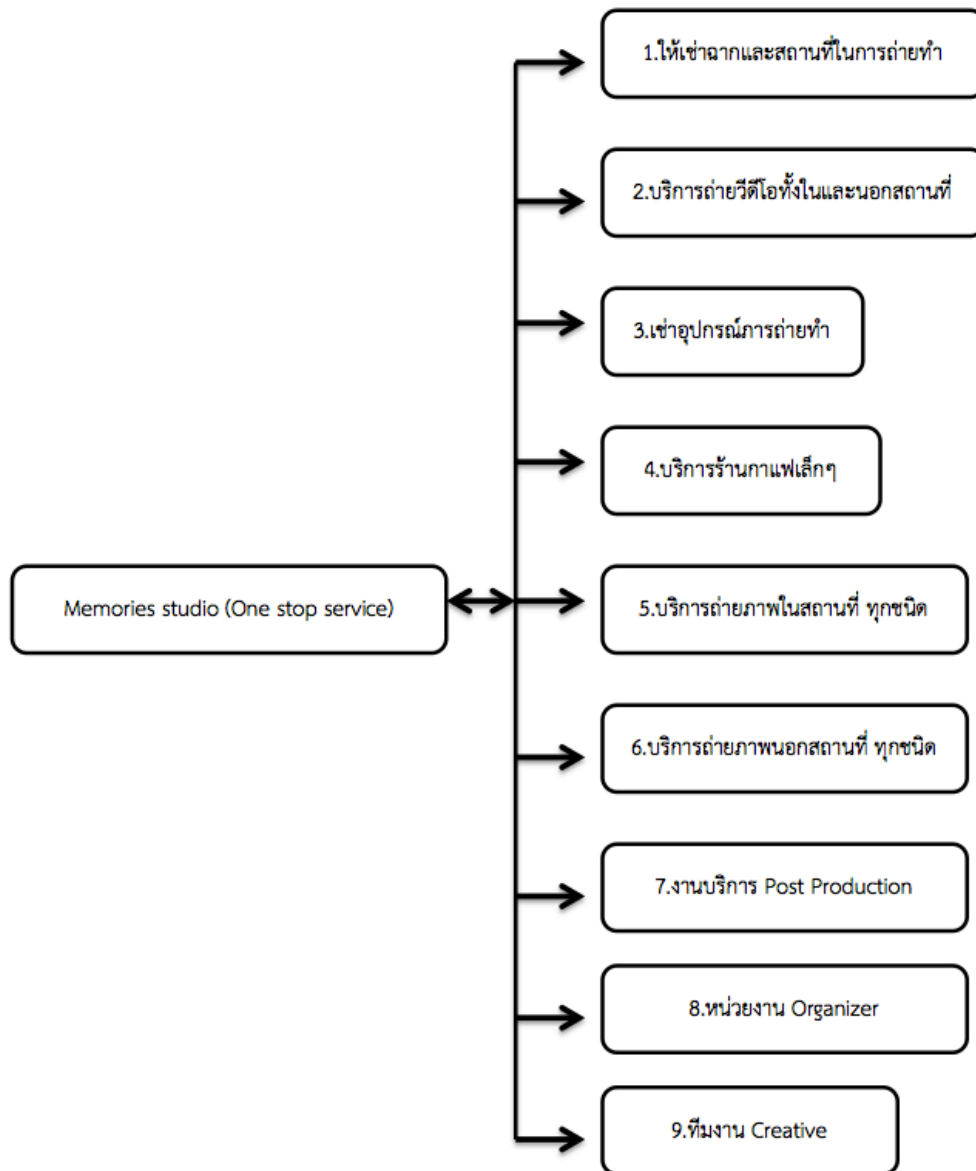 1.ให้เช่าฉากและสถานที่ในการถ่ายทำ
2.บริการถ่ายวีดีโอทั้งในและนอกสถานที่
3.เช่าอุปกรณ์ภารถ่ายทำ
4.บริการร้านกาแฟเล็กๆ
Memories studio (One stop service)
5.บริการถ่ายภาพในสถานที่ ทุกชนิด
6.บริการถ่ายภาพนอกสถานที่ ทุกชนิด
7.งานบริการ Post Production
8.หน่วยงาน Organizer
9.ทีมงาน Creative